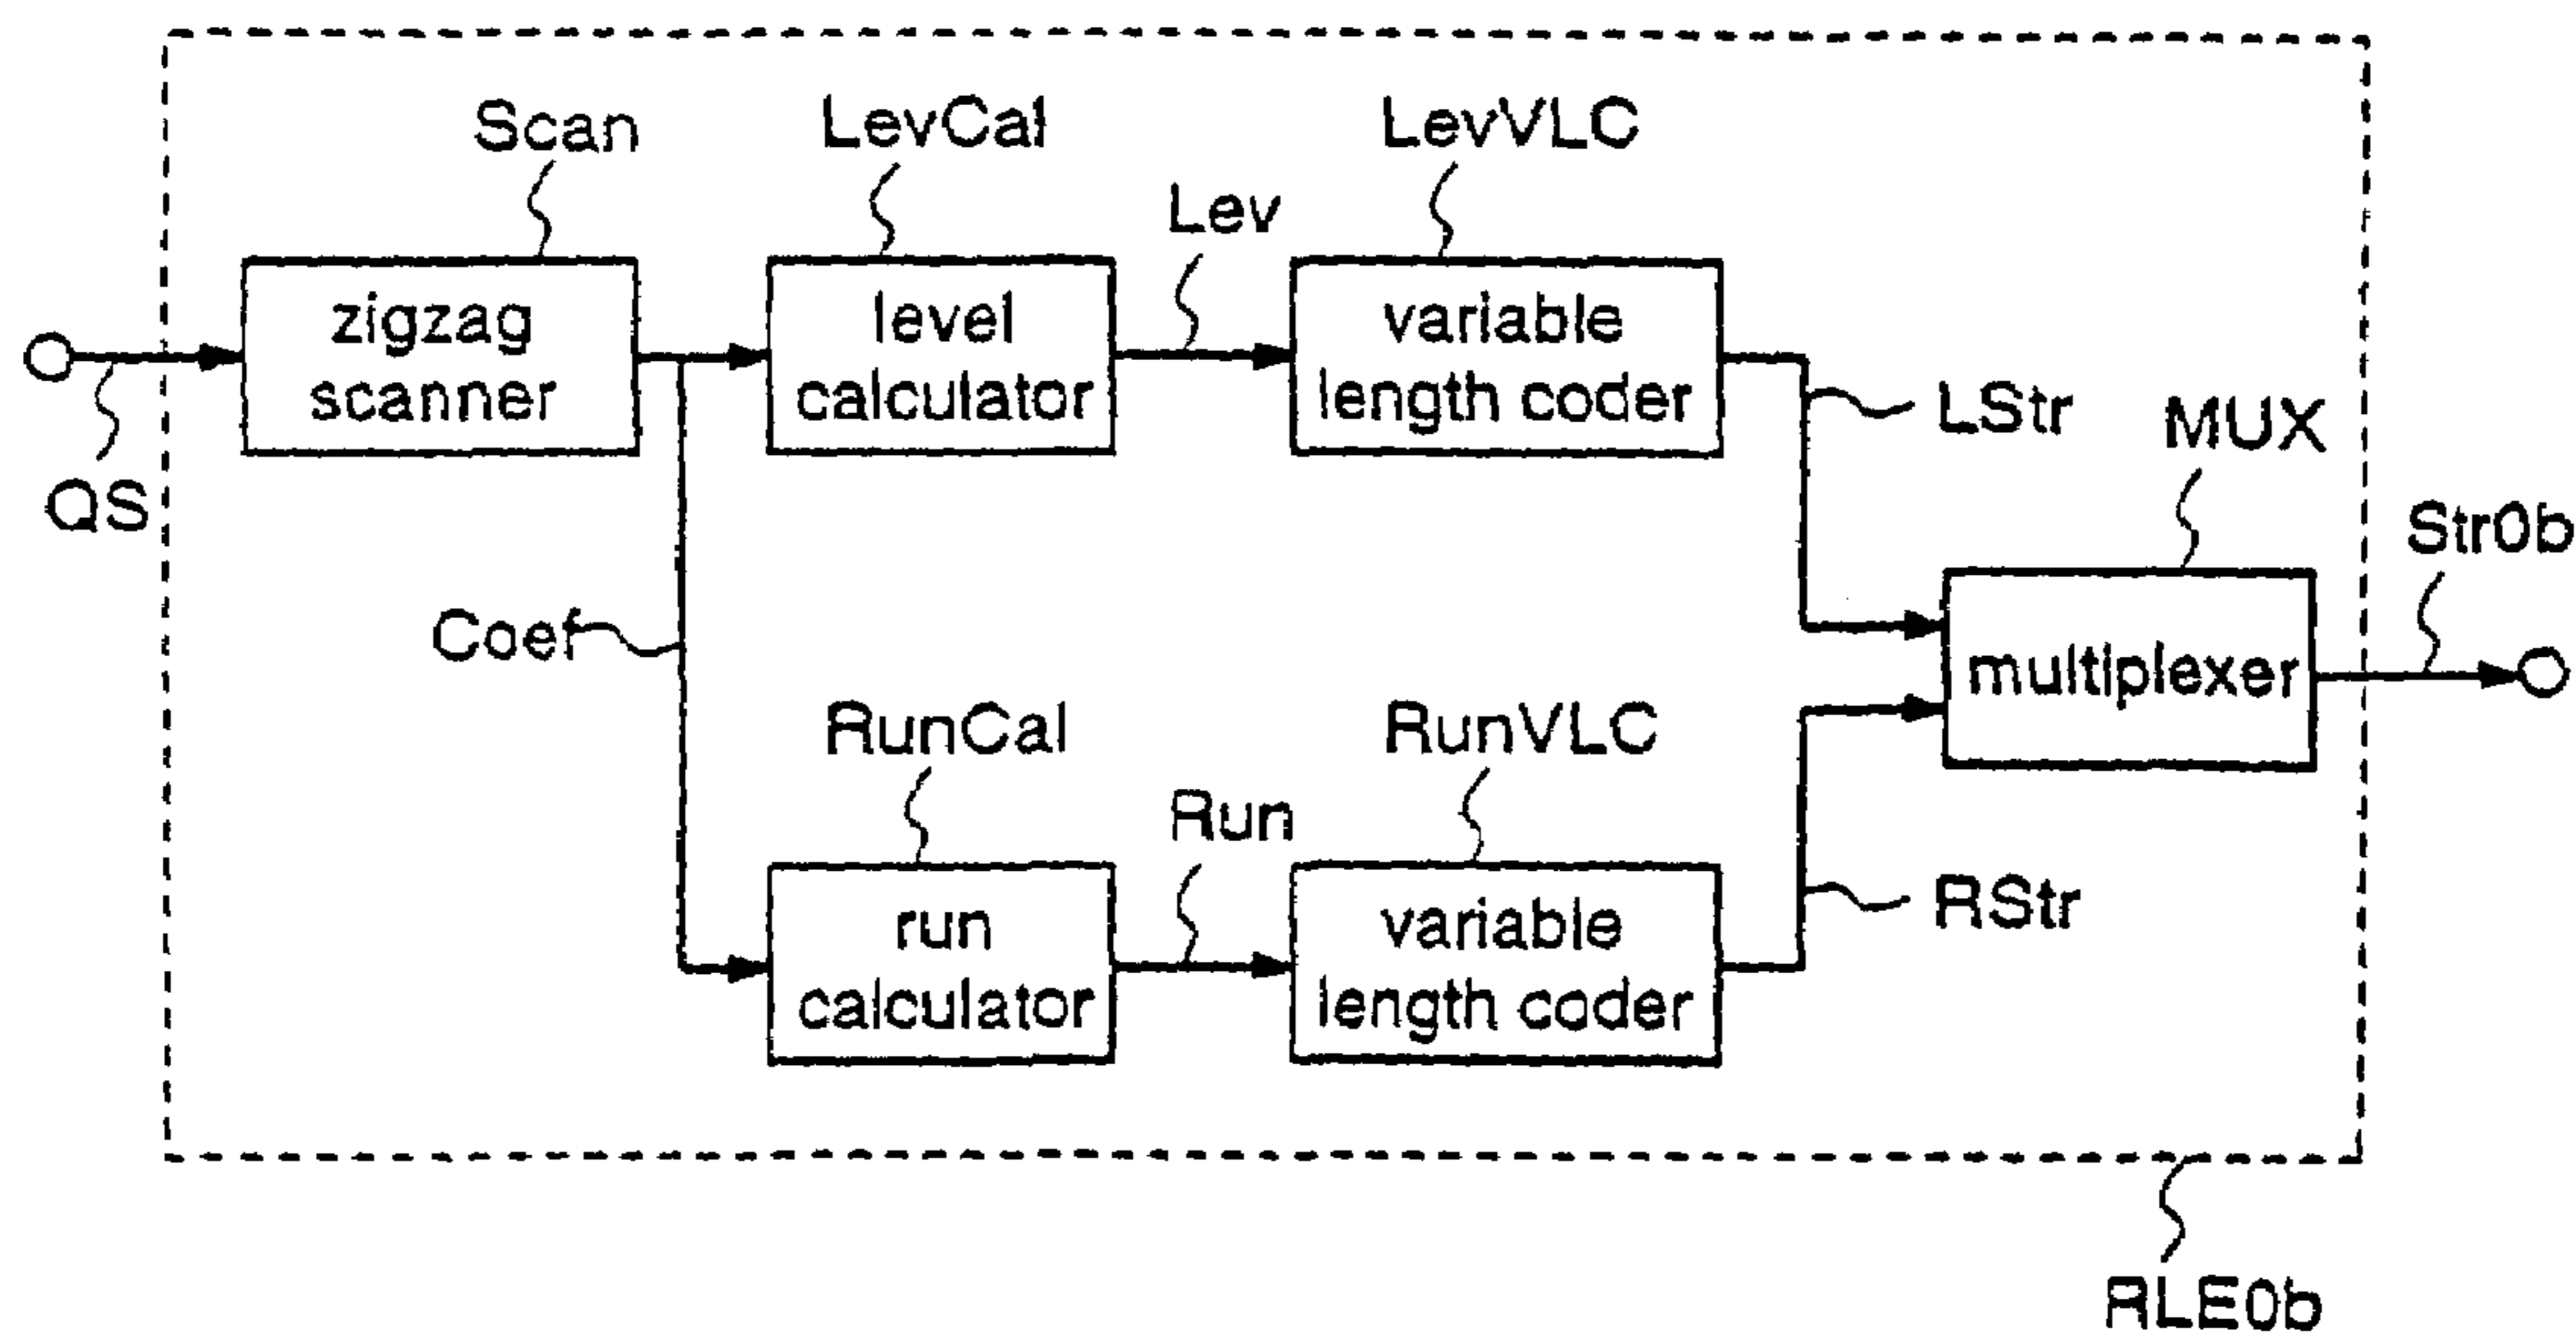 Scan
LevCal
LevVLC
Lev
zigzag
scanner
level
calculator
variable
length coder
QS
LStr
MUX
Str0b
Coef
multiplexer
RunCal
RunVLC
Run
run
calculator
variable
length coder
RStr
RLE0b